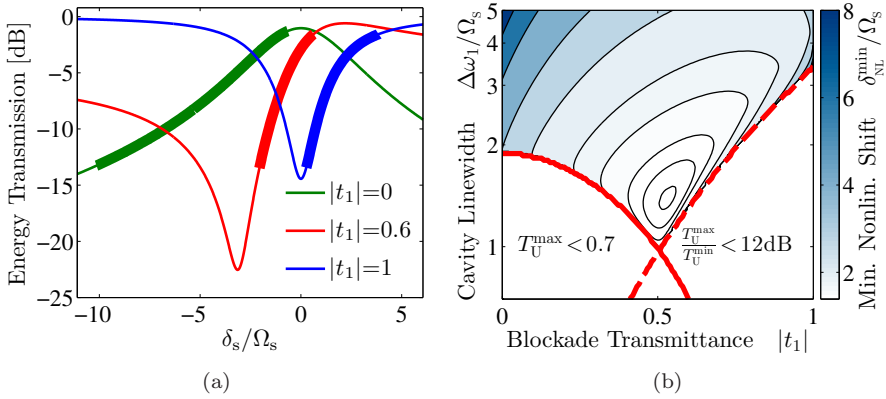 0
−5
−10
−15
−20
−25
Energy Transmission [dB]
|t₁|=0
|t₁|=0.6
|t₁|=1
−10
−5
0
5
δₛ/Ωₛ
(a)
Cavity Linewidth Δω₁/Ωₛ
5
4
3
2
1
T_U^max<0.7
T_U^max/T_U^min<12dB
0
0.5
1
Blockade Transmittance |t₁|
8
6
4
2
Min. Nonlin. Shift δ_NL^min/Ωₛ
(b)